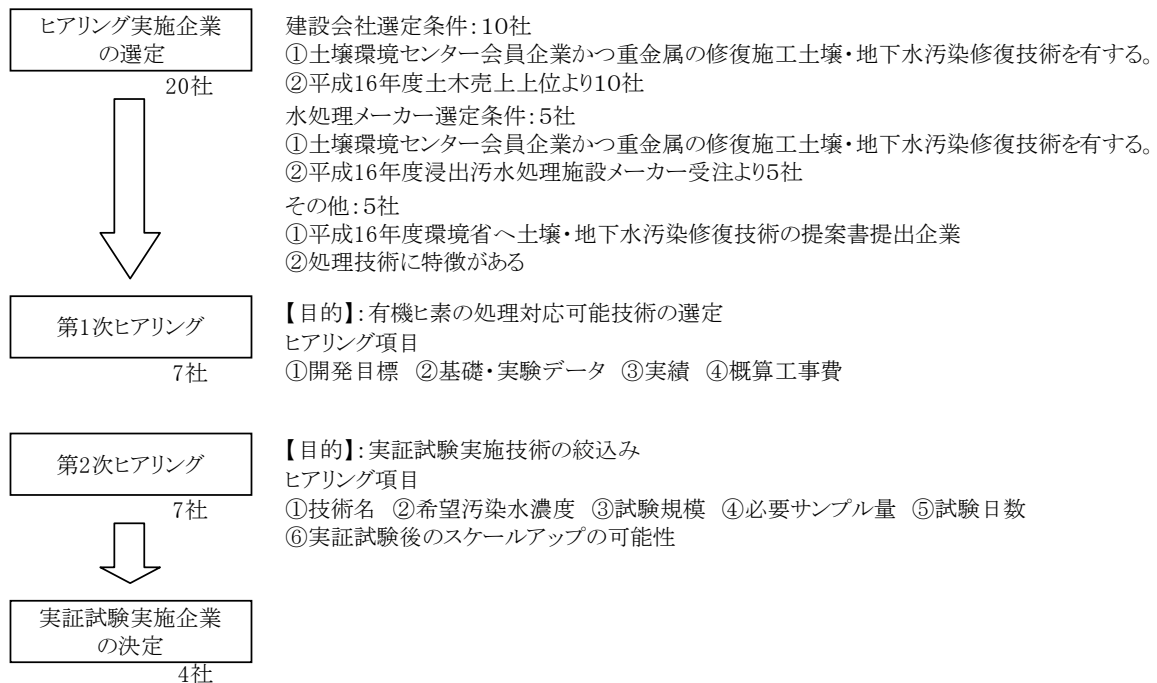 ヒアリング実施企業
の選定
20社
建設会社選定条件：10社
①土壌環境センター会員企業かつ重金属の修復施工土壌・地下水汚染修復技術を有する。
②平成16年度土木売上上位より10社
水処理メーカー選定条件：5社
①土壌環境センター会員企業かつ重金属の修復施工土壌・地下水汚染修復技術を有する。
②平成16年度浸出汚水処理施設メーカー受注より5社
その他：5社
①平成16年度環境省へ土壌・地下水汚染修復技術の提案書提出企業
②処理技術に特徴がある
第1次ヒアリング
7社
【目的】：有機ヒ素の処理対応可能技術の選定
ヒアリング項目
①開発目標 ②基礎・実験データ ③実績 ④概算工事費
第2次ヒアリング
7社
【目的】：実証試験実施技術の絞込み
ヒアリング項目
①技術名 ②希望汚染水濃度 ③試験規模 ④必要サンプル量 ⑤試験日数
⑥実証試験後のスケールアップの可能性
実証試験実施企業
の決定
4社